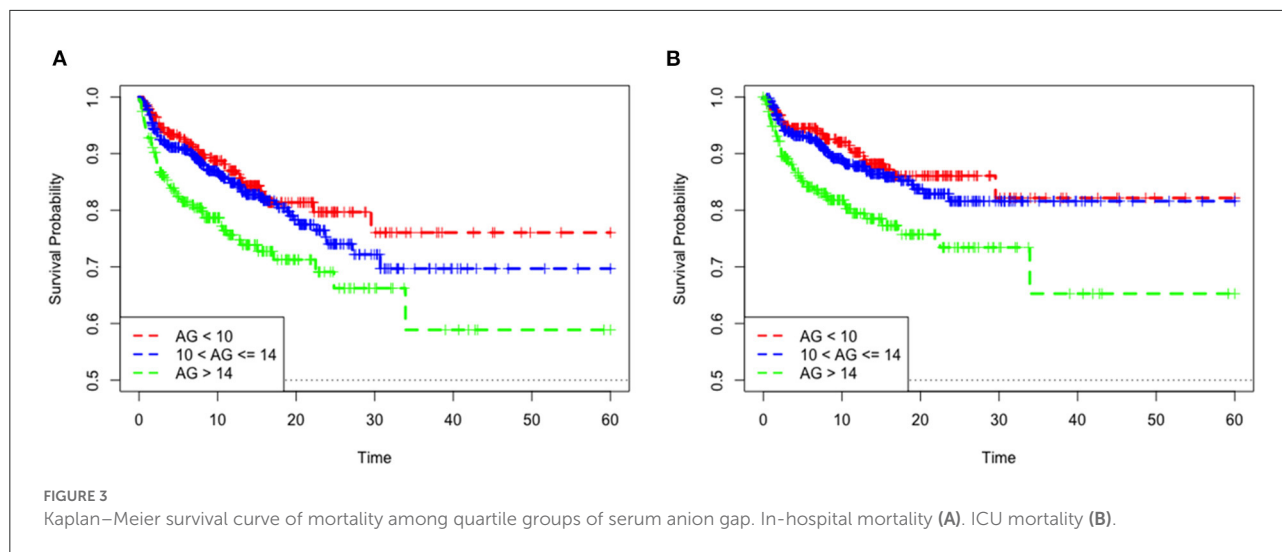 A
Survival Probability
1.0
0.9
0.8
0.7
0.6
0.5
AG < 10
10 < AG <= 14
AG > 14
0 10 20 30 40 50 60
Time
B
Survival Probability
1.0
0.9
0.8
0.7
0.6
0.5
AG < 10
10 < AG <= 14
AG > 14
0 10 20 30 40 50 60
Time
FIGURE 3
Kaplan–Meier survival curve of mortality among quartile groups of serum anion gap. In-hospital mortality (A). ICU mortality (B).